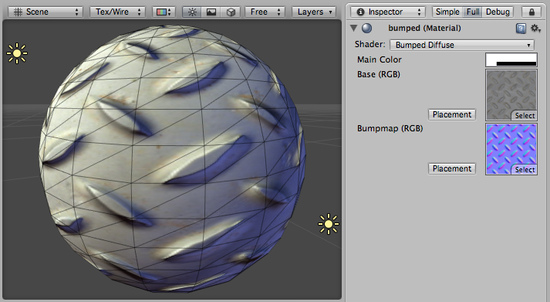 Scene Tex/Wire Free Layers
Inspector Simple Full Debug
bumped (Material)
Shader: Bumped Diffuse
Main Color
Base (RGB)
Placement Select
Bumpmap (RGB)
Placement Select